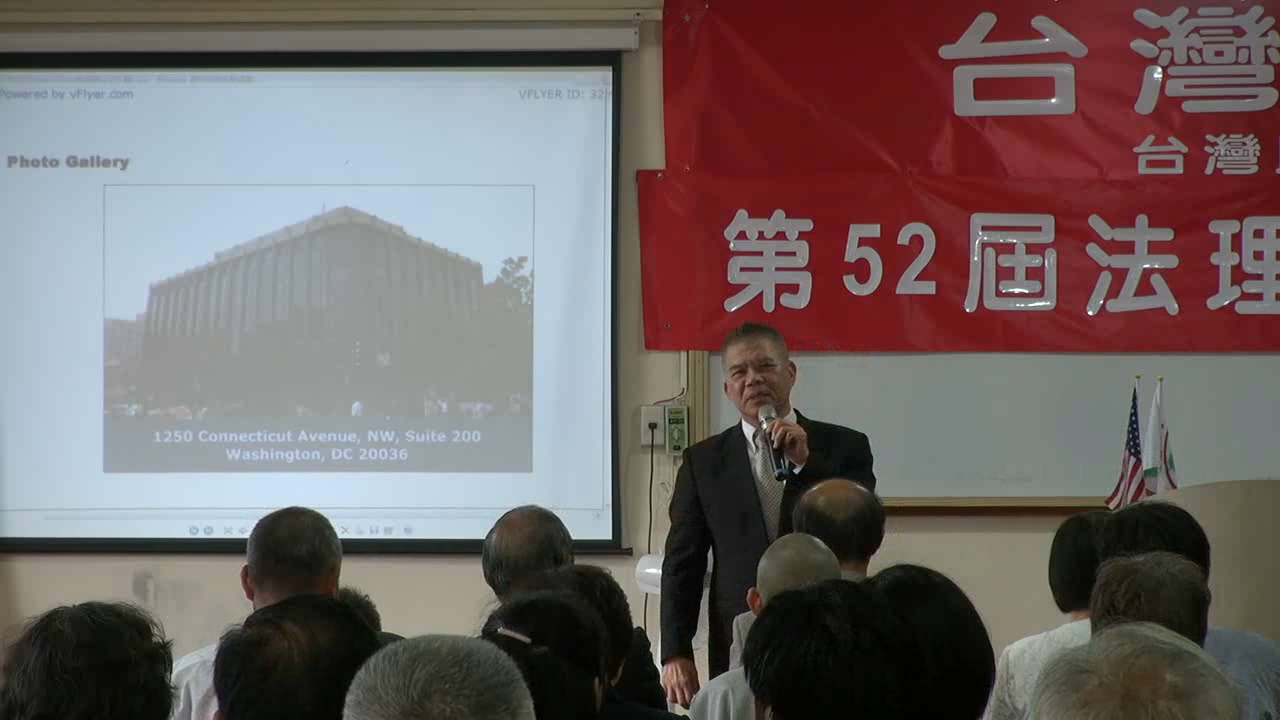 Powered by vFlyer.com
VFLYER ID: 32
Photo Gallery
1250 Connecticut Avenue, NW, Suite 200
Washington, DC 20036
台灣
台灣
第52屆法理